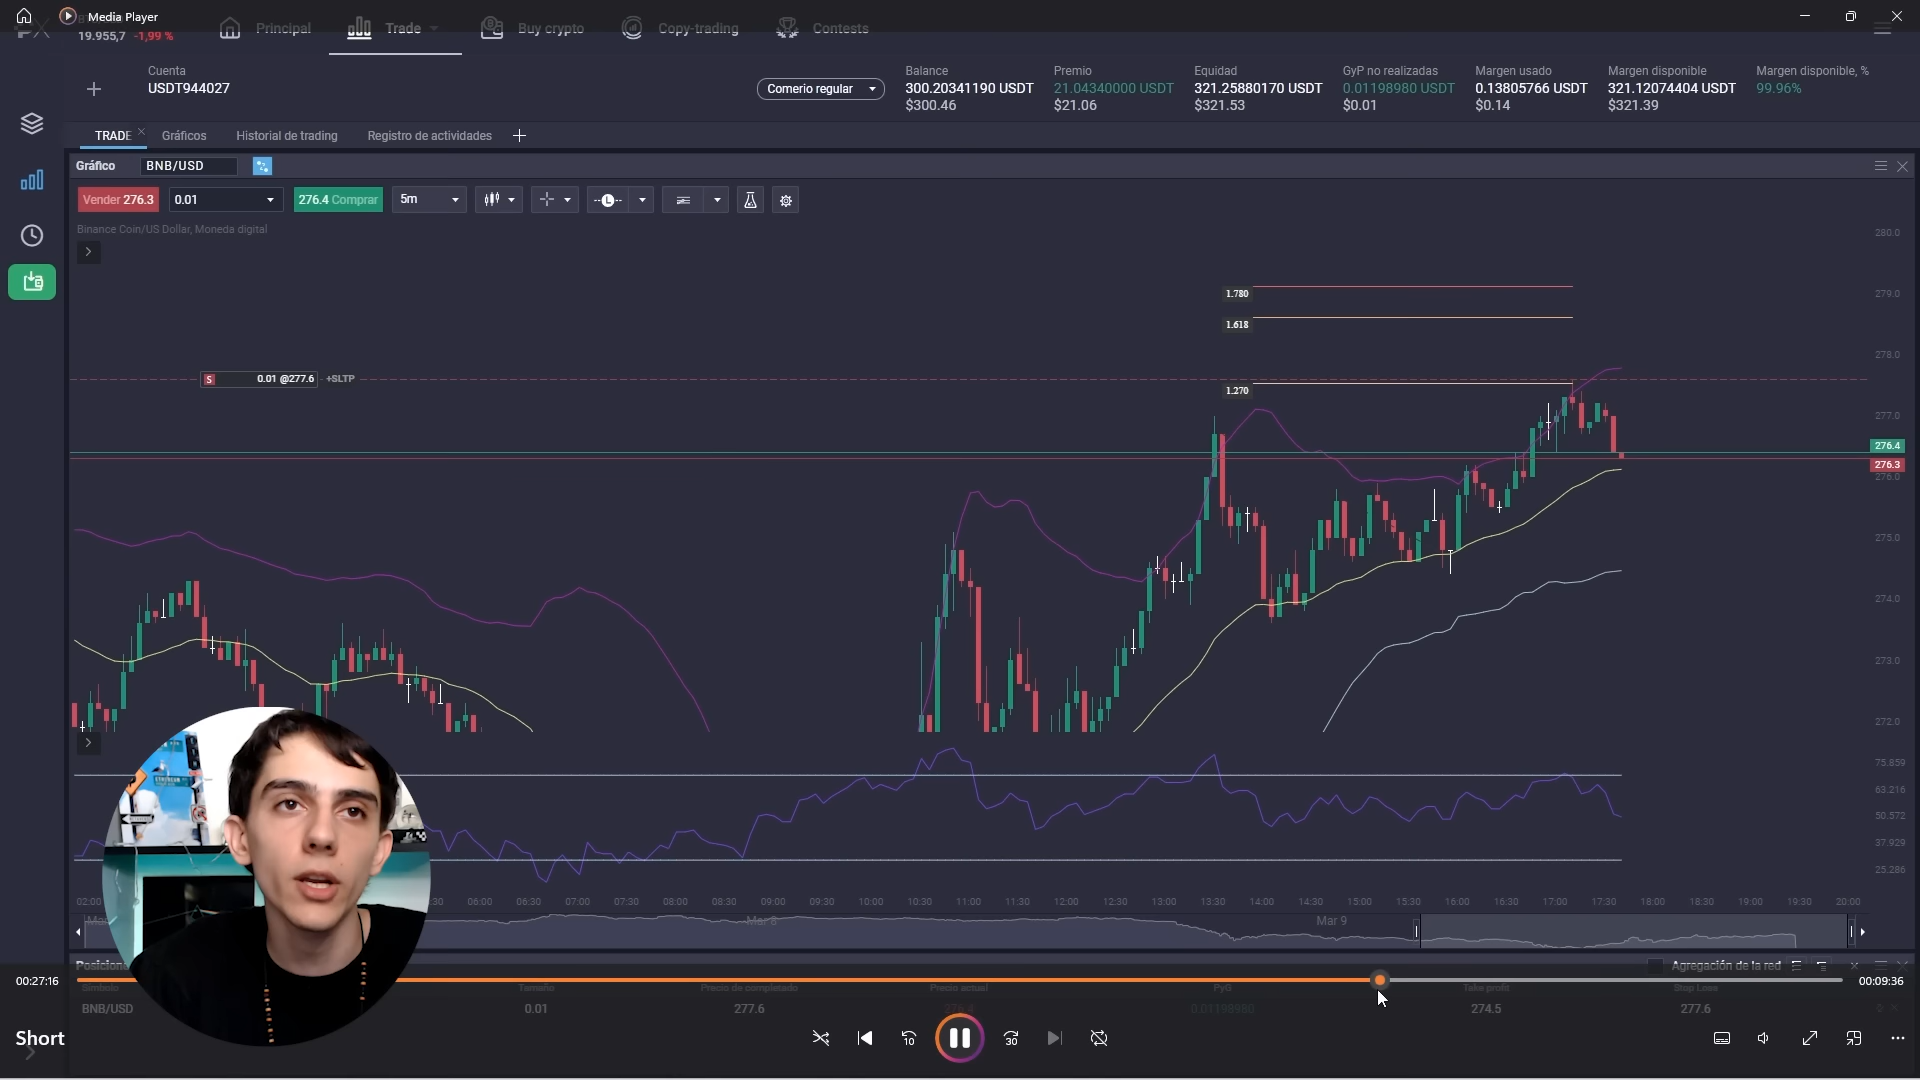 Media Player
19.955,7 -1,99 %
Principal
Trade
Buy crypto
Copy-trading
Contests
Cuenta
USDT944027
Comerio regular
Balance
300.20341190 USDT
$300.46
Premio
21.04340000 USDT
$21.06
Equidad
321.25880170 USDT
$321.53
GyP no realizadas
0.01198980 USDT
$0.01
Margen usado
0.13805766 USDT
$0.14
Margen disponible
321.12074404 USDT
$321.39
Margen disponible, %
99.96%
TRADE
Gráficos
Historial de trading
Registro de actividades
Gráfico
BNB/USD
Vender 276.3
0.01
276.4 Comprar
5m
L
Binance Coin/US Dollar, Moneda digital
280.0
279.0
278.0
277.0
276.4
276.3
276.0
275.0
274.0
273.0
272.0
1.780
1.618
1.270
S 0.01 @277.6 +SLTP
75.859
63.216
50.572
37.929
25.286
02:00
:30 06:00 06:30 07:00 07:30 08:00 08:30 09:00 09:30 10:00 10:30 11:00 11:30 12:00 12:30 13:00 13:30 14:00 14:30 15:00 15:30 16:00 16:30 17:00 17:30 18:00 18:30 19:00 19:30 20:00
Mar 8
Mar 9
Agregación de la red
00:27:16
00:09:36
Símbolo
Tamaño
Precio de completado
Precio actual
PyG
Take profit
Stop Loss
BNB/USD
0.01
277.6
276.4
0.01198980
274.5
277.6
Short
10
30